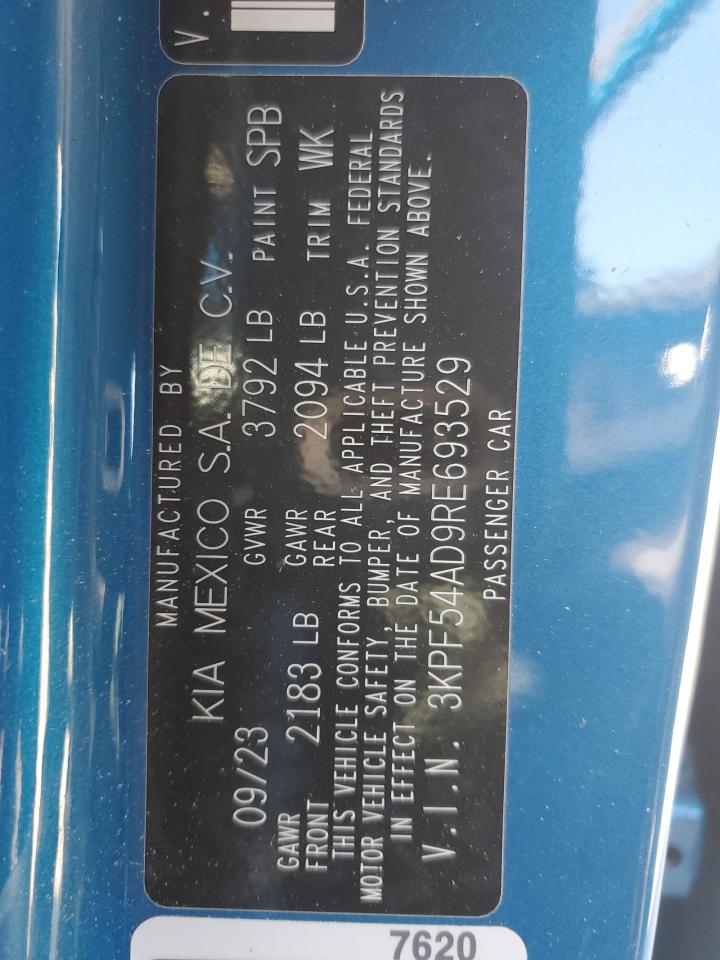 V.
MANUFACTURED BY
KIA MEXICO S.A. DE C.V.
09/23 GVWR 3792 LB PAINT SPB
GAWR FRONT 2183 LB GAWR REAR 2094 LB TRIM WK
THIS VEHICLE CONFORMS TO ALL APPLICABLE U.S.A. FEDERAL
MOTOR VEHICLE SAFETY, BUMPER, AND THEFT PREVENTION STANDARDS
IN EFFECT ON THE DATE OF MANUFACTURE SHOWN ABOVE.
V.I.N. 3KPF54AD9RE693529
PASSENGER CAR
7620